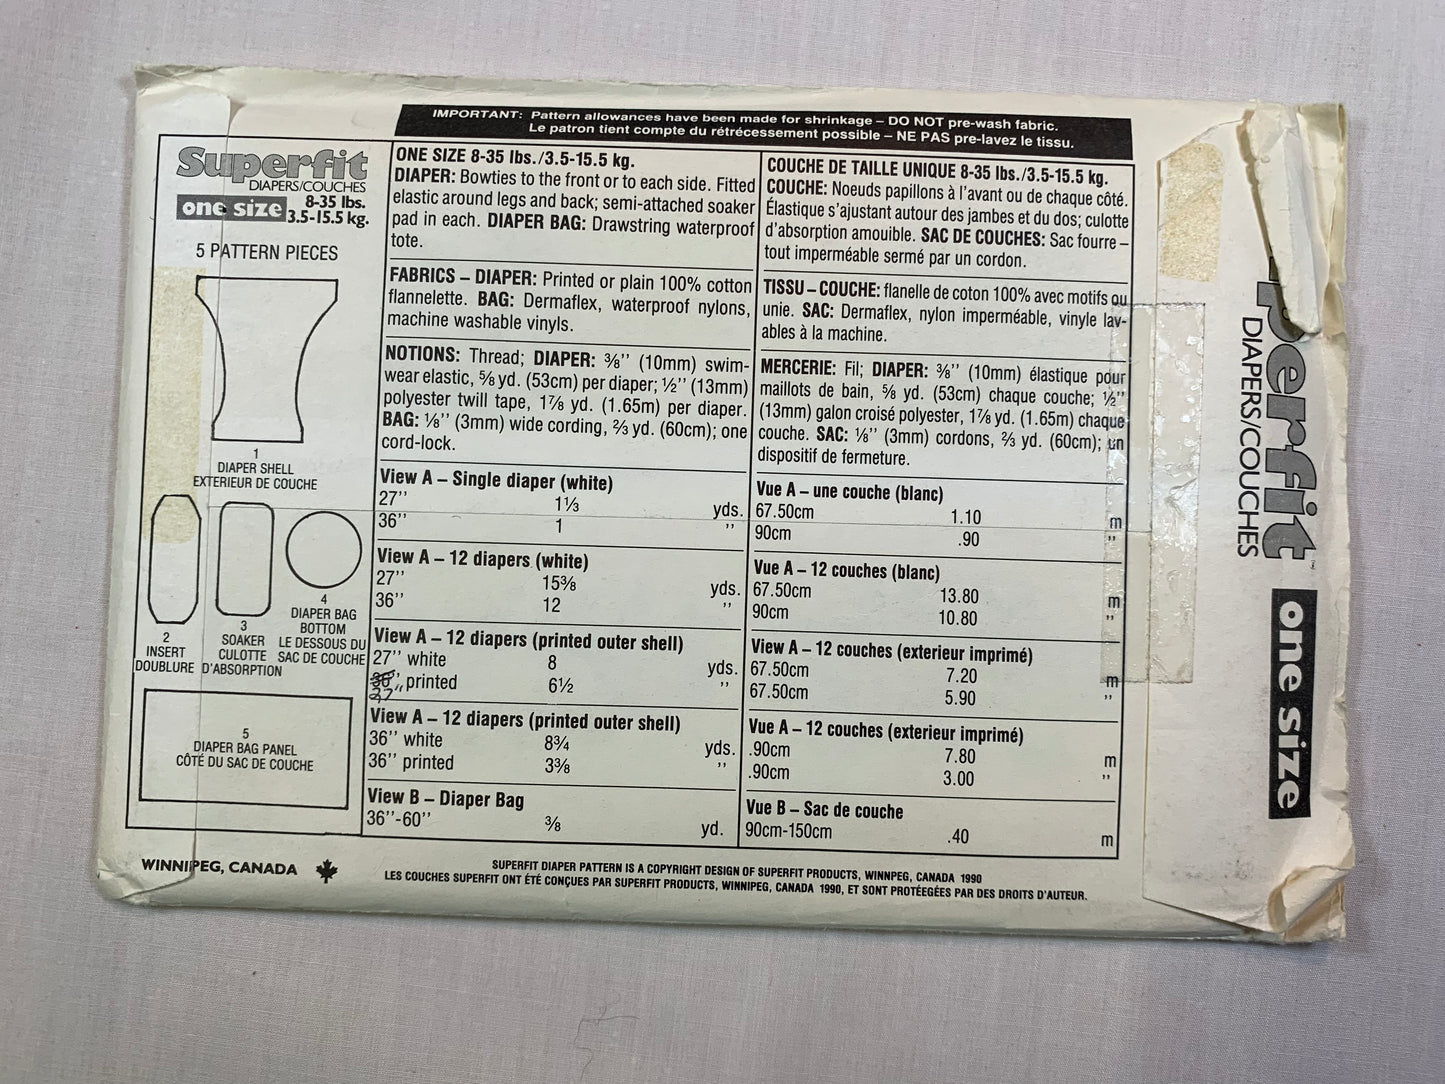 IMPORTANT: Pattern allowances have been made for shrinkage – DO NOT pre-wash fabric.
Le patron tient compte du rétrécessement possible – NE PAS pre-lavez le tissu.
Superfit
DIAPERS/COUCHES
one size 8-35 lbs.
3.5-15.5 kg.
5 PATTERN PIECES
1
DIAPER SHELL
EXTERIEUR DE COUCHE
2
INSERT
DOUBLURE
3
SOAKER
CULOTTE
D'ABSORPTION
4
DIAPER BAG
BOTTOM
LE DESSOUS DU
SAC DE COUCHE
5
DIAPER BAG PANEL
CÔTÉ DU SAC DE COUCHE
ONE SIZE 8-35 lbs./3.5-15.5 kg.
DIAPER: Bowties to the front or to each side. Fitted
elastic around legs and back; semi-attached soaker
pad in each. DIAPER BAG: Drawstring waterproof
tote.
FABRICS – DIAPER: Printed or plain 100% cotton
flannelette. BAG: Dermaflex, waterproof nylons,
machine washable vinyls.
NOTIONS: Thread; DIAPER: ⅜'' (10mm) swim-
wear elastic, ⅝ yd. (53cm) per diaper; ½'' (13mm)
polyester twill tape, 1⅞ yd. (1.65m) per diaper.
BAG: ⅛'' (3mm) wide cording, ⅔ yd. (60cm); one
cord-lock.
View A – Single diaper (white)
27'' 1⅓ yds.
36'' 1 ''
View A – 12 diapers (white)
27'' 15⅜ yds.
36'' 12 ''
View A – 12 diapers (printed outer shell)
27'' white 8 yds.
36'' printed 6½ ''
27''
View A – 12 diapers (printed outer shell)
36'' white 8¾ yds.
36'' printed 3⅜ ''
View B – Diaper Bag
36''-60'' ⅜ yd.
COUCHE DE TAILLE UNIQUE 8-35 lbs./3.5-15.5 kg.
COUCHE: Noeuds papillons à l'avant ou de chaque côté.
Élastique s'ajustant autour des jambes et du dos; culotte
d'absorption amouible. SAC DE COUCHES: Sac fourre –
tout imperméable sermé par un cordon.
TISSU – COUCHE: flanelle de coton 100% avec motifs ou
unie. SAC: Dermaflex, nylon imperméable, vinyle lav-
ables à la machine.
MERCERIE: Fil; DIAPER: ⅜'' (10mm) élastique pour
maillots de bain, ⅝ yd. (53cm) chaque couche; ½''
(13mm) galon croisé polyester, 1⅞ yd. (1.65m) chaque
couche. SAC: ⅛'' (3mm) cordons, ⅔ yd. (60cm); un
dispositif de fermeture.
Vue A – une couche (blanc)
67.50cm 1.10 m
90cm .90 ''
Vue A – 12 couches (blanc)
67.50cm 13.80 m
90cm 10.80 ''
Vue A – 12 couches (exterieur imprimé)
67.50cm 7.20 m
67.50cm 5.90 ''
Vue A – 12 couches (exterieur imprimé)
.90cm 7.80 m
.90cm 3.00 ''
Vue B – Sac de couche
90cm-150cm .40 m
WINNIPEG, CANADA
SUPERFIT DIAPER PATTERN IS A COPYRIGHT DESIGN OF SUPERFIT PRODUCTS, WINNPEG, CANADA 1990
LES COUCHES SUPERFIT ONT ÉTÉ CONÇUES PAR SUPERFIT PRODUCTS, WINNIPEG, CANADA 1990, ET SONT PROTÉEGÉES PAR DES DROITS D'AUTEUR.
perfit
DIAPERS/COUCHES
one size